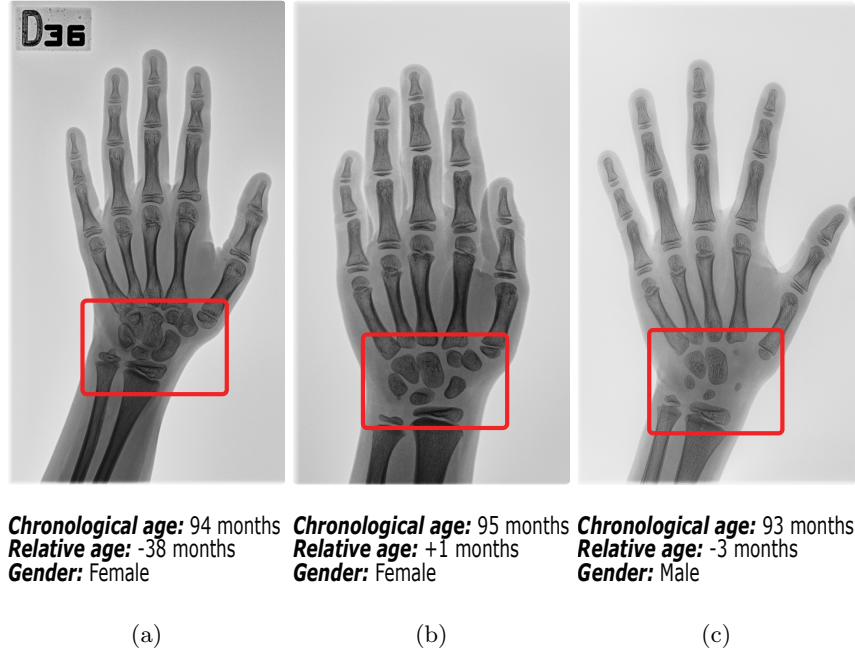 D36
Chronological age: 94 months
Relative age: -38 months
Gender: Female
(a)
Chronological age: 95 months
Relative age: +1 months
Gender: Female
(b)
Chronological age: 93 months
Relative age: -3 months
Gender: Male
(c)